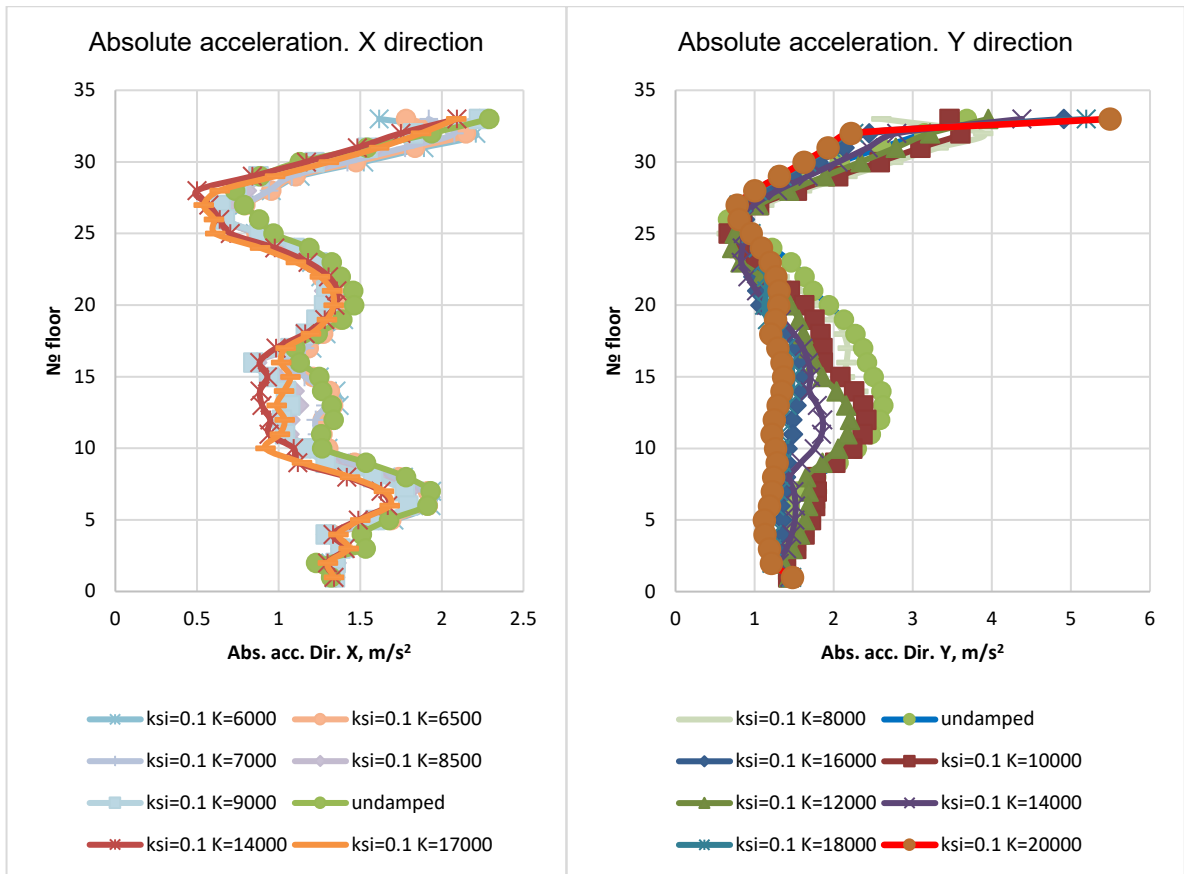 Absolute acceleration. X direction
35
30
25
20
15
10
5
0
№ floor
0 0.5 1 1.5 2 2.5
Abs. acc. Dir. X, m/s²
ksi=0.1 K=6000 ksi=0.1 K=6500
ksi=0.1 K=7000 ksi=0.1 K=8500
ksi=0.1 K=9000 undamped
ksi=0.1 K=14000 ksi=0.1 K=17000
Absolute acceleration. Y direction
35
30
25
20
15
10
5
0
№ floor
0 1 2 3 4 5 6
Abs. acc. Dir. Y, m/s²
ksi=0.1 K=8000 undamped
ksi=0.1 K=16000 ksi=0.1 K=10000
ksi=0.1 K=12000 ksi=0.1 K=14000
ksi=0.1 K=18000 ksi=0.1 K=20000